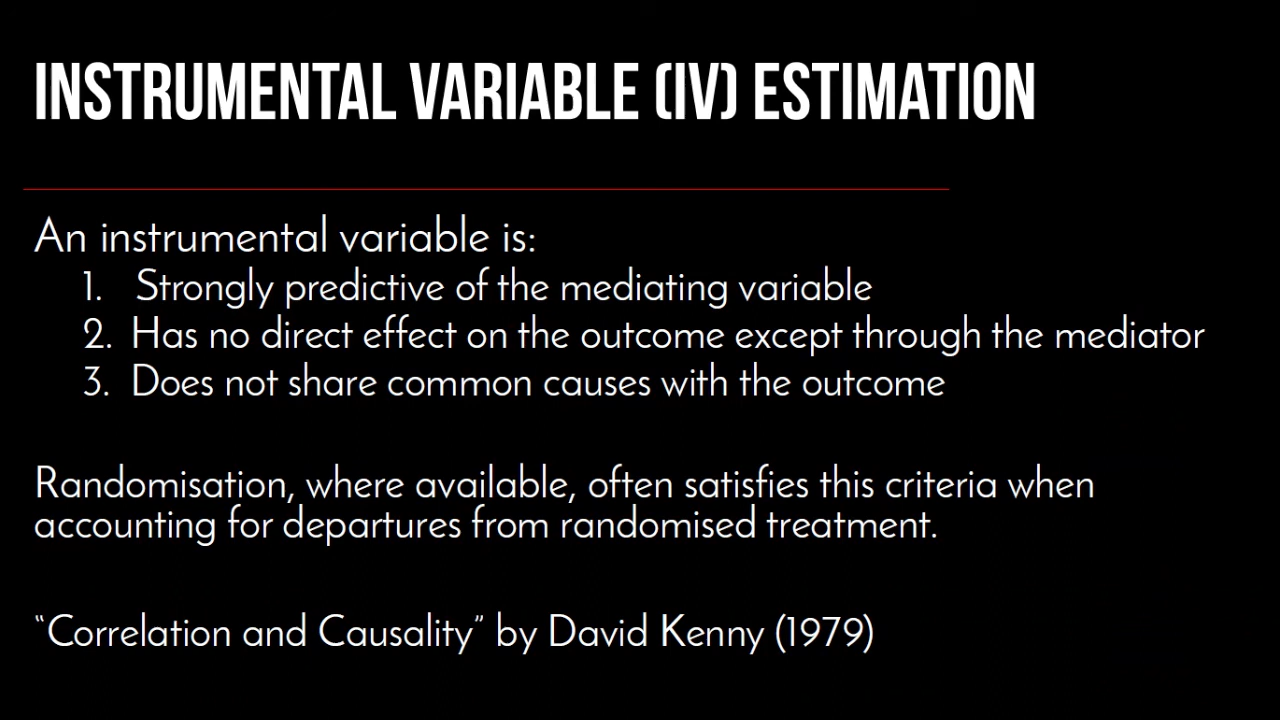 INSTRUMENTAL VARIABLE (IV) ESTIMATION
An instrumental variable is:
1. Strongly predictive of the mediating variable
2. Has no direct effect on the outcome except through the mediator
3. Does not share common causes with the outcome
Randomisation, where available, often satisfies this criteria when
accounting for departures from randomised treatment.
“Correlation and Causality” by David Kenny (1979)